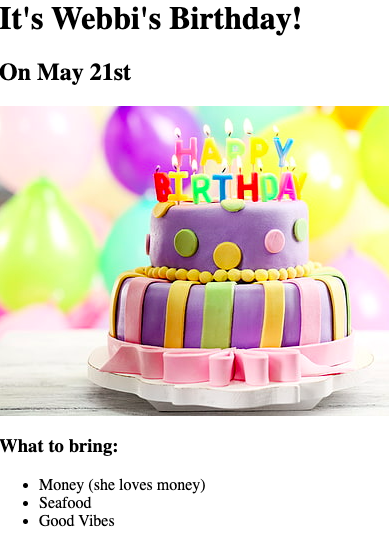 It's Webbi's Birthday!
On May 21st
HAPPY
BIRTHDAY
What to bring:
Money (she loves money)
Seafood
Good Vibes